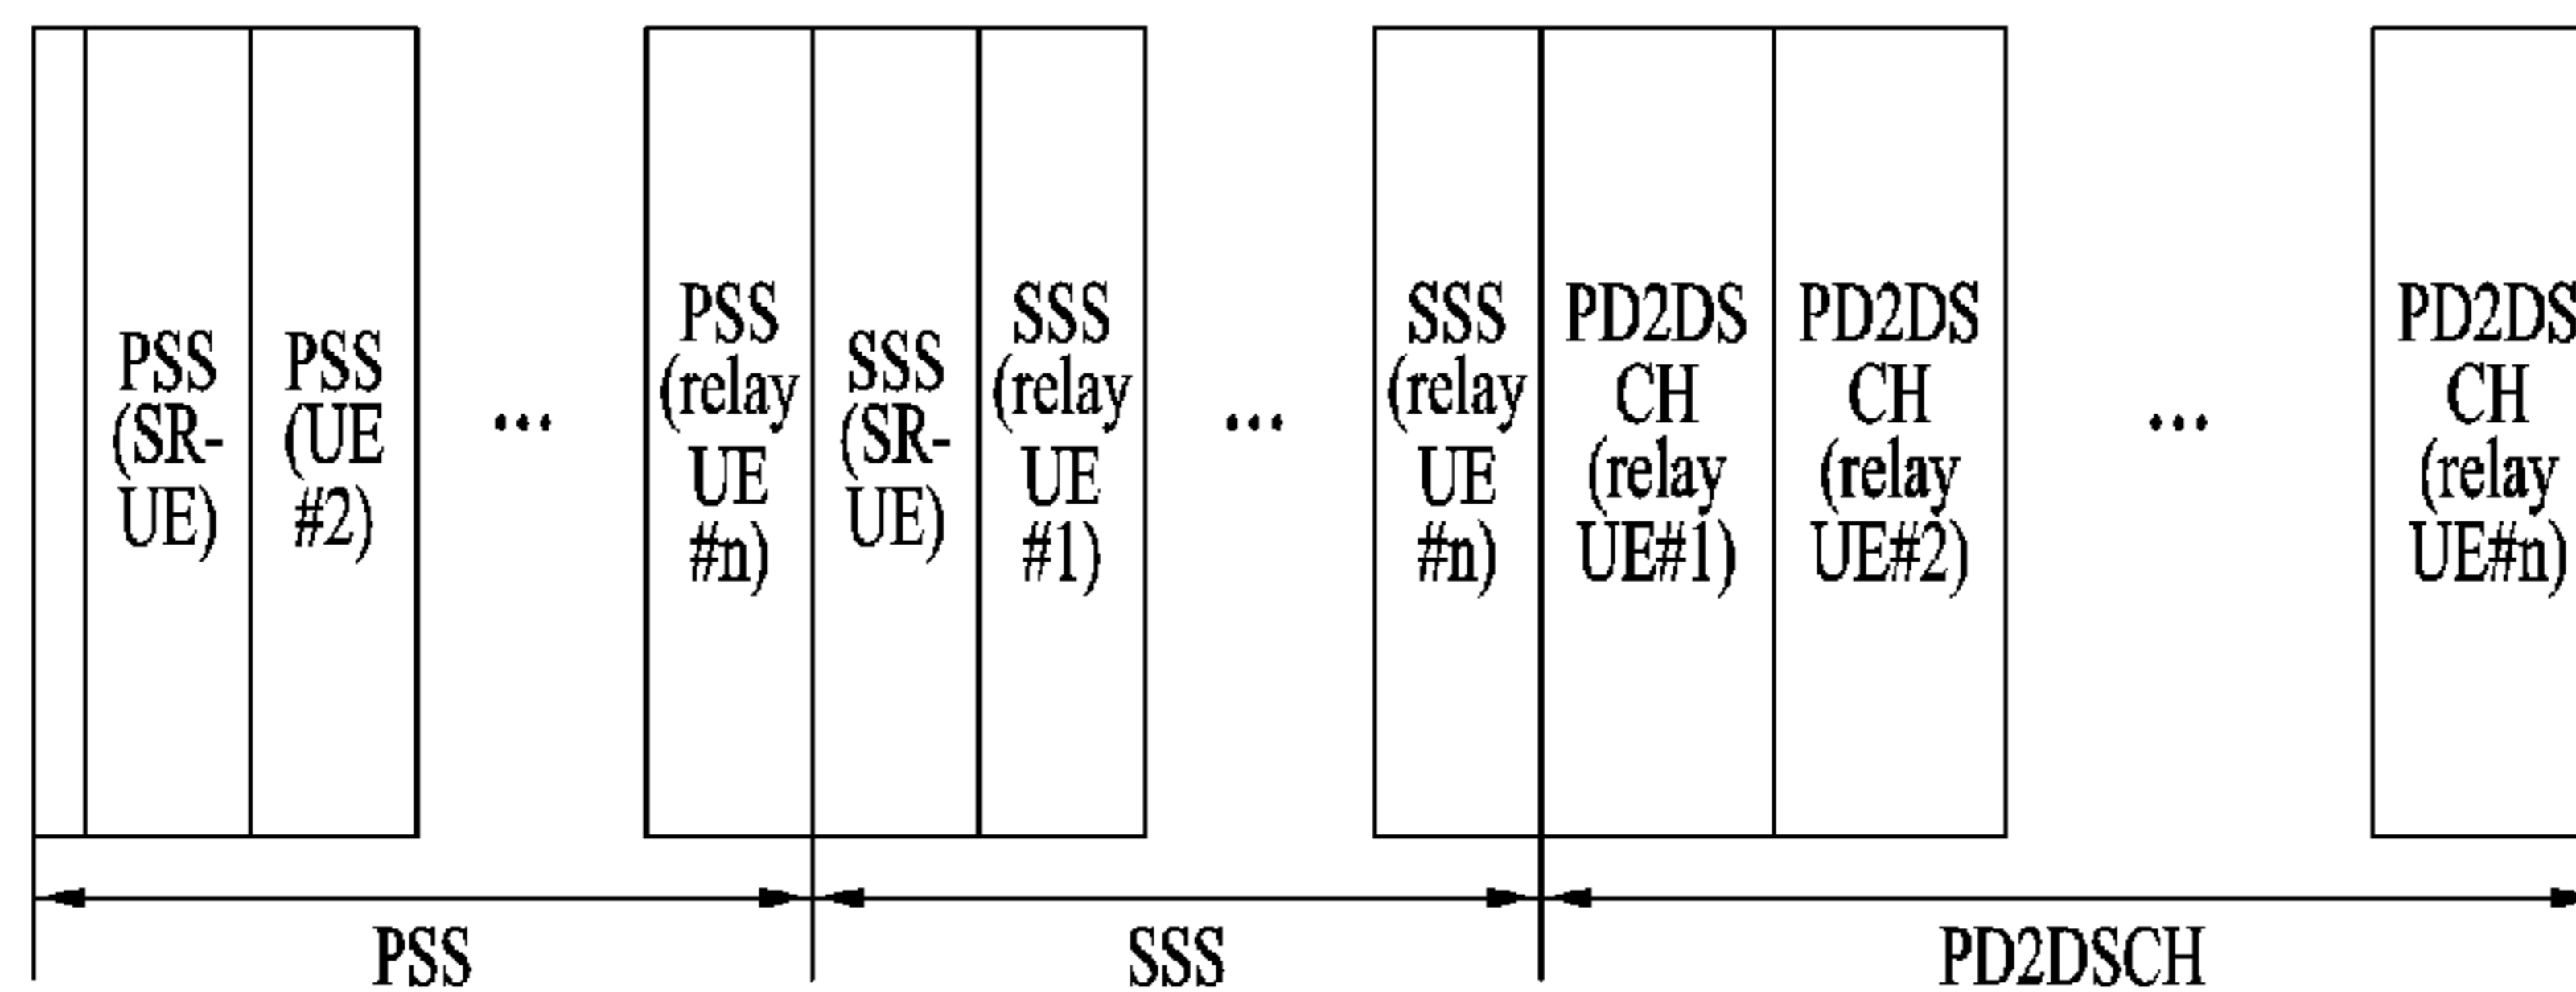 PSS
(SR-
UE)
PSS
(UE
#2)
...
PSS
(relay
UE
#n)
SSS
(SR-
UE)
SSS
(relay
UE
#1)
...
SSS
(relay
UE
#n)
PD2DS
CH
(relay
UE#1)
PD2DS
CH
(relay
UE#2)
...
PD2DS
CH
(relay
UE#n)
PSS
SSS
PD2DSCH